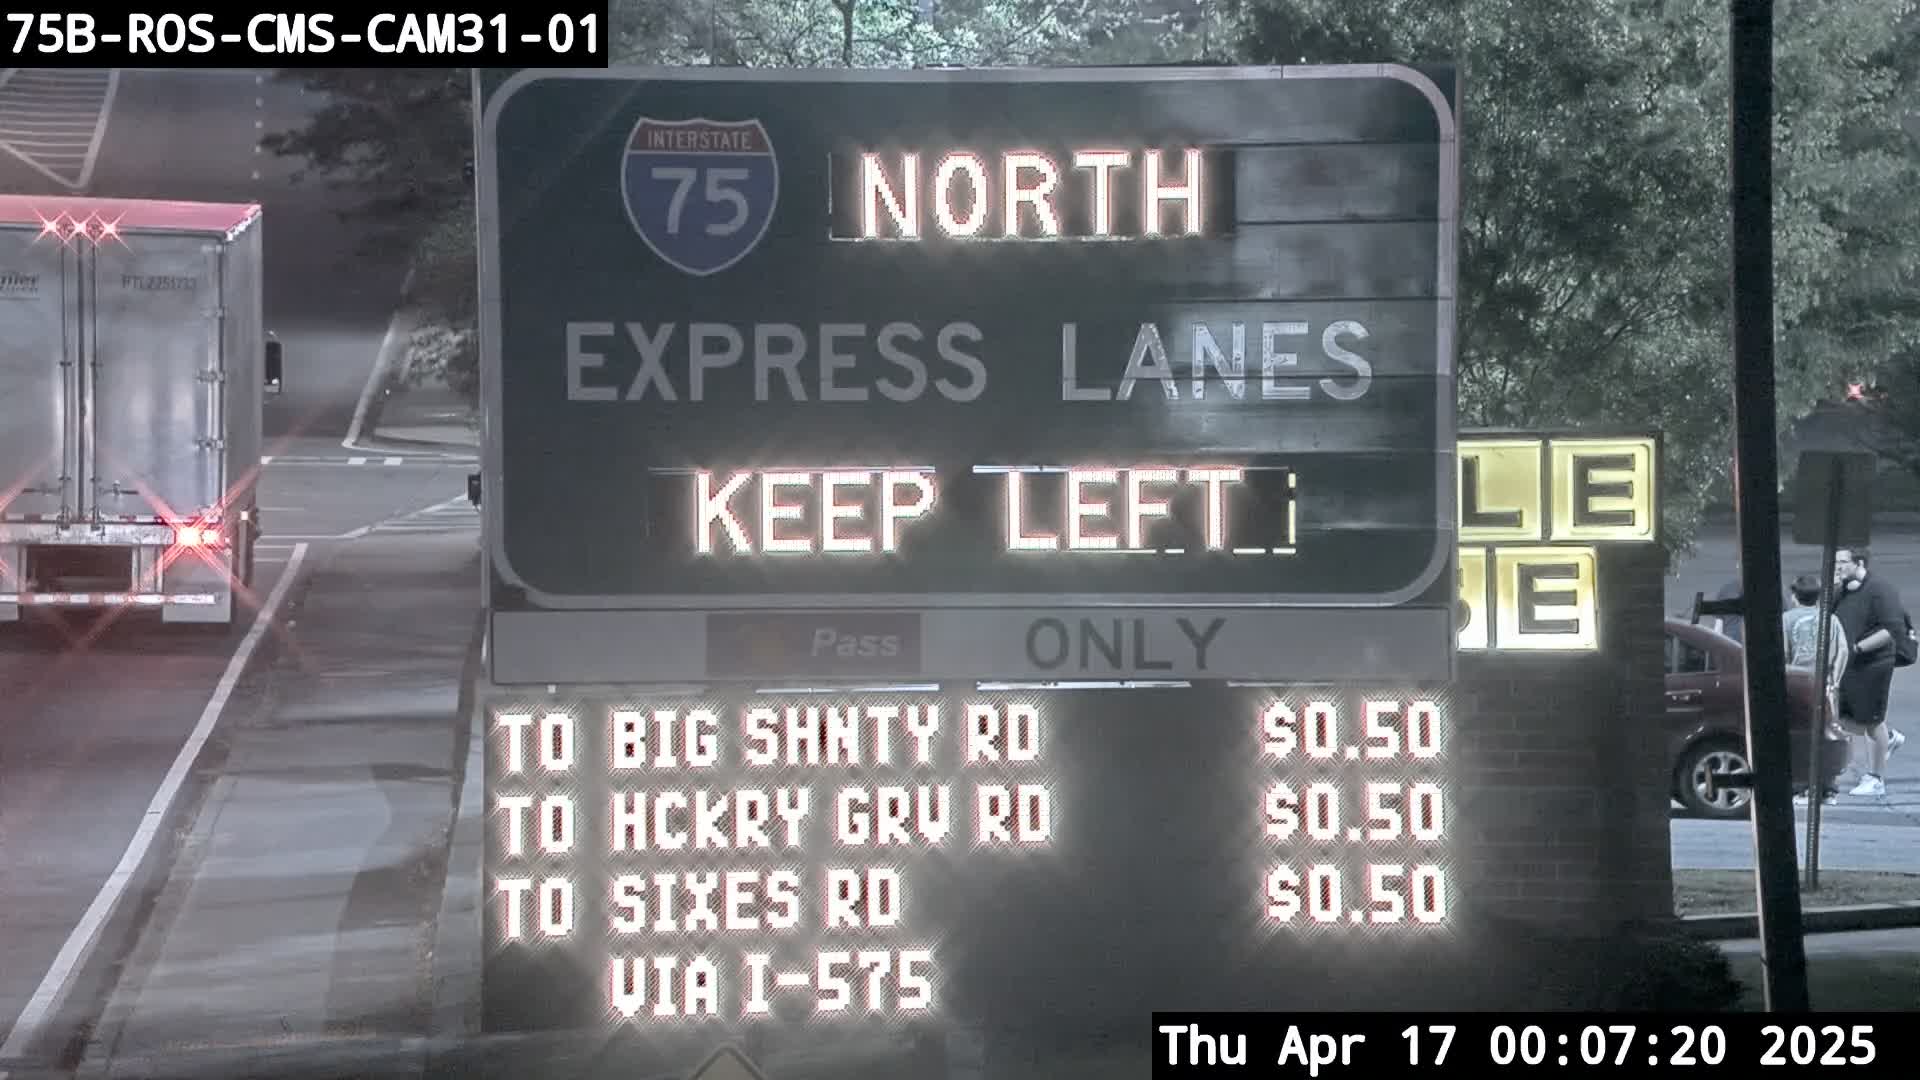 75B-ROS-CMS-CAM31-01
INTERSTATE
75
NORTH
EXPRESS LANES
KEEP LEFT
Pass ONLY
TO BIG SHNTY RD $0.50
TO HCKRY GRV RD $0.50
TO SIXES RD $0.50
VIA I-575
LE
E
Thu Apr 17 00:07:20 2025